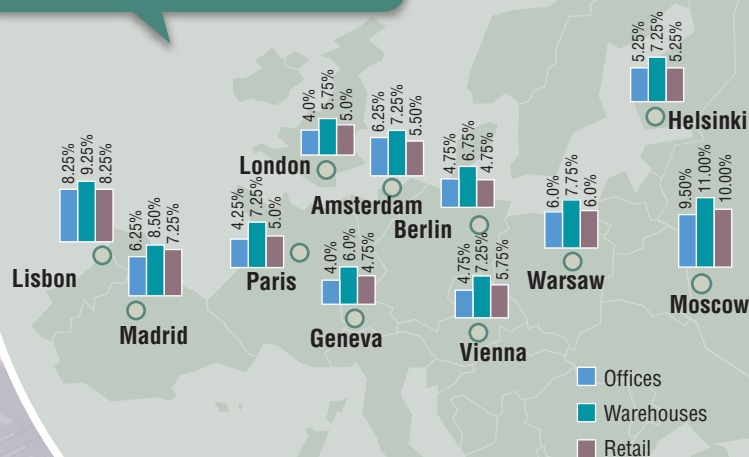 5.25%
7.25%
5.25%
Helsinki
4.0%
5.75%
5.0%
London
6.25%
7.25%
5.50%
Amsterdam
4.75%
6.75%
4.75%
Berlin
8.25%
9.25%
8.25%
Lisbon
6.25%
8.50%
7.25%
Madrid
4.25%
7.25%
5.0%
Paris
4.0%
6.0%
4.75%
Geneva
4.75%
7.25%
5.75%
Vienna
6.0%
7.75%
6.0%
Warsaw
9.50%
11.00%
10.00%
Moscow
Offices
Warehouses
Retail